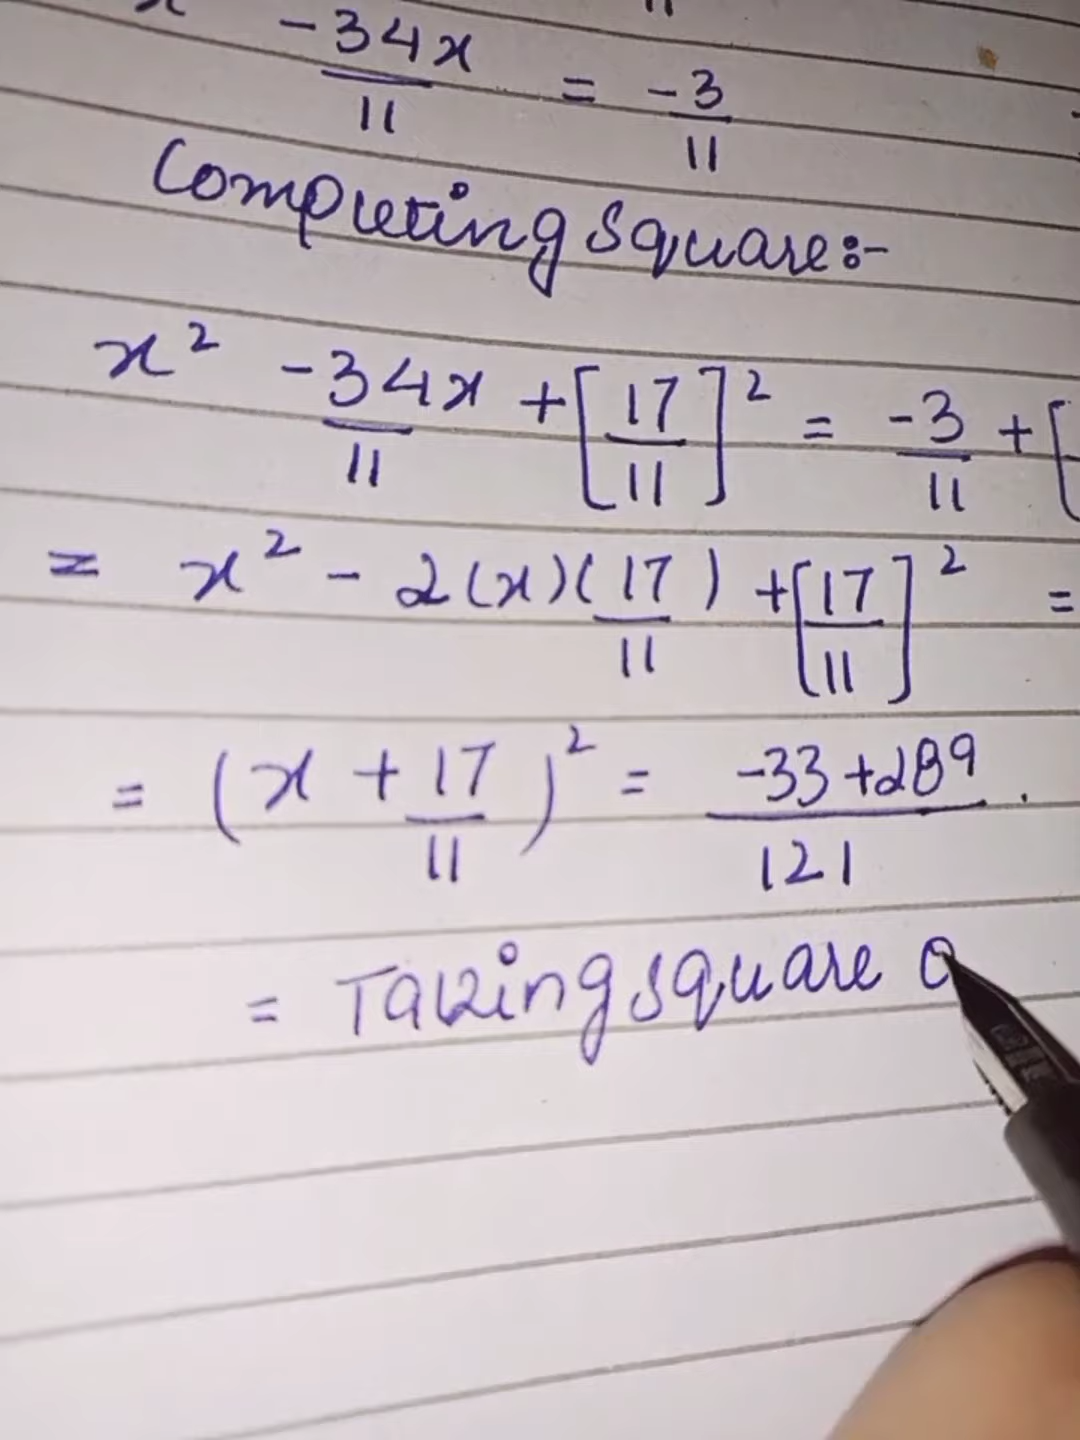 x -34x/11 = -3/11
Completing square:-
x² -34x/11 + [17/11]² = -3/11 + [
= x² - 2(x)(17/11) + [17/11]² =
= (x + 17/11)² = -33+289/121 .
= Taking square o